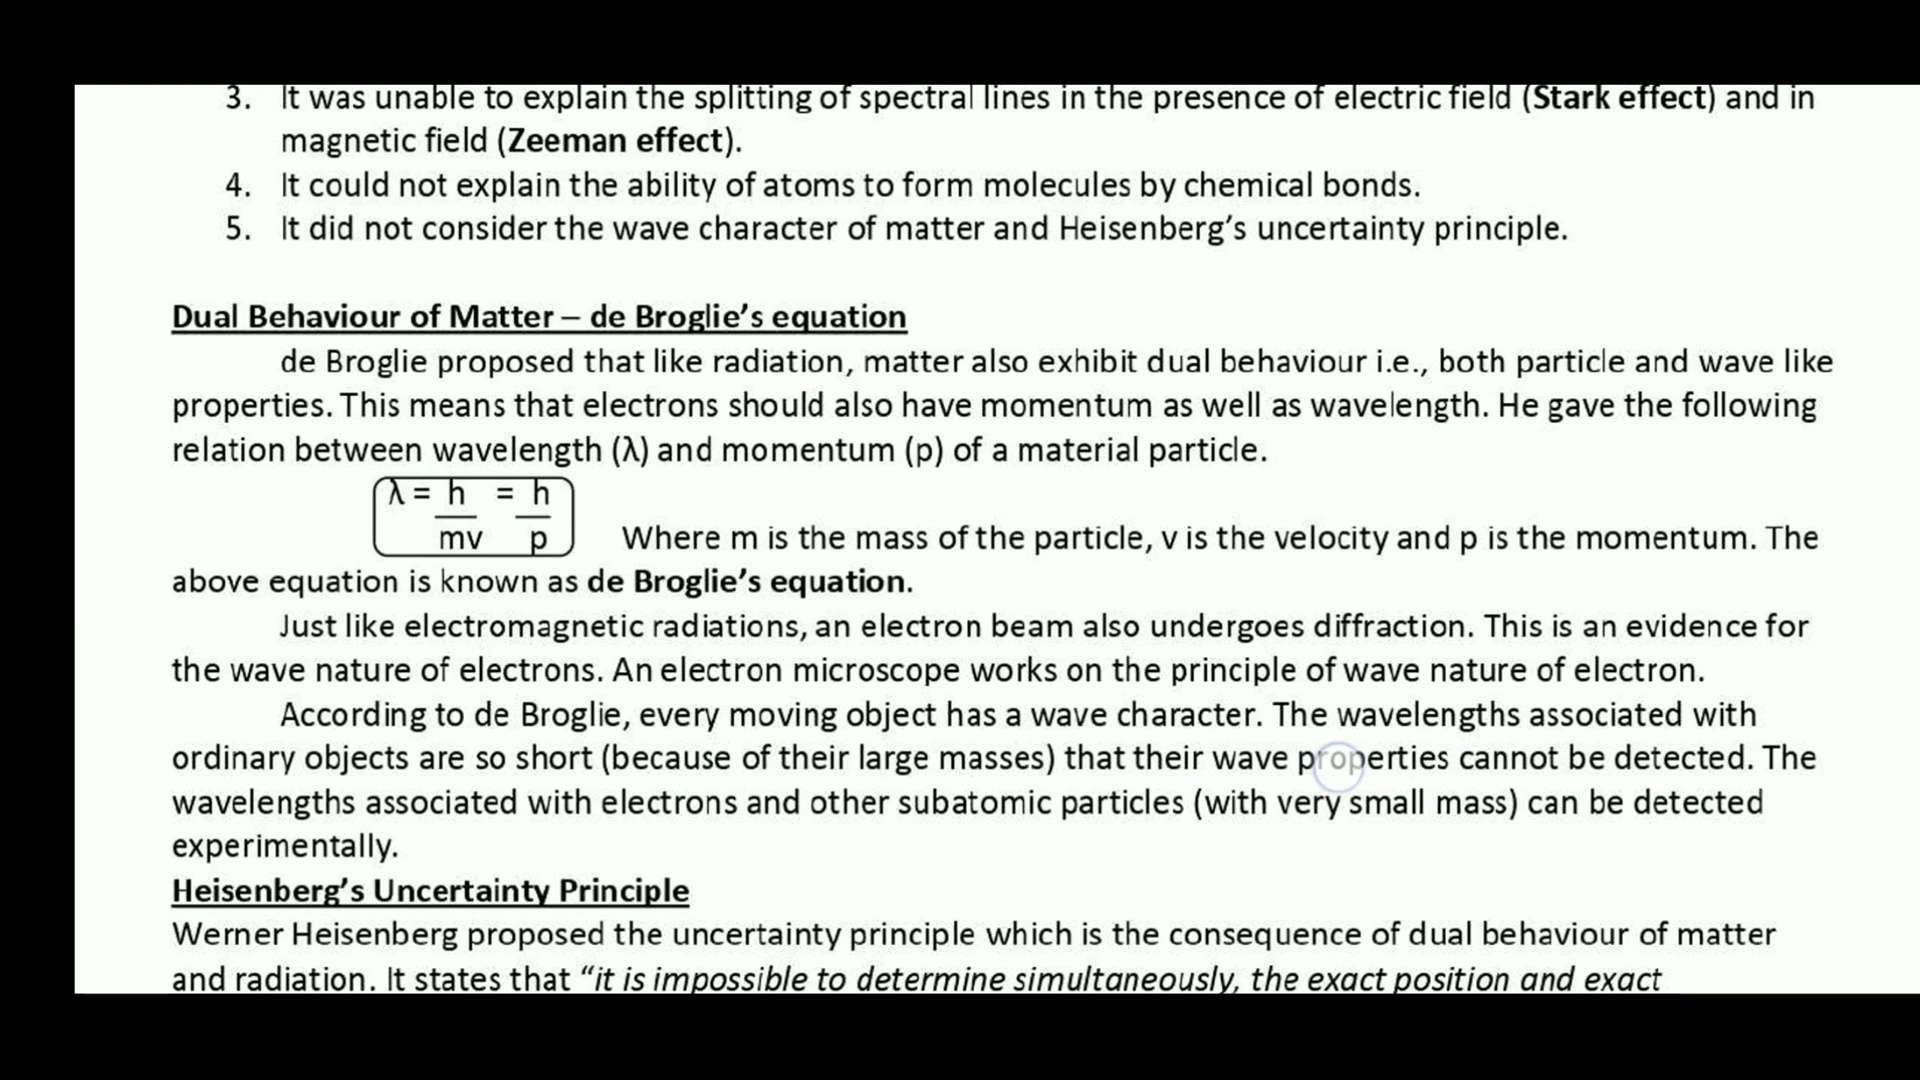 3. It was unable to explain the splitting of spectral lines in the presence of electric field (Stark effect) and in
magnetic field (Zeeman effect).
4. It could not explain the ability of atoms to form molecules by chemical bonds.
5. It did not consider the wave character of matter and Heisenberg’s uncertainty principle.
Dual Behaviour of Matter – de Broglie’s equation
de Broglie proposed that like radiation, matter also exhibit dual behaviour i.e., both particle and wave like
properties. This means that electrons should also have momentum as well as wavelength. He gave the following
relation between wavelength (λ) and momentum (p) of a material particle.
λ = h = h
mv p Where m is the mass of the particle, v is the velocity and p is the momentum. The
above equation is known as de Broglie’s equation.
Just like electromagnetic radiations, an electron beam also undergoes diffraction. This is an evidence for
the wave nature of electrons. An electron microscope works on the principle of wave nature of electron.
According to de Broglie, every moving object has a wave character. The wavelengths associated with
ordinary objects are so short (because of their large masses) that their wave properties cannot be detected. The
wavelengths associated with electrons and other subatomic particles (with very small mass) can be detected
experimentally.
Heisenberg’s Uncertainty Principle
Werner Heisenberg proposed the uncertainty principle which is the consequence of dual behaviour of matter
and radiation. It states that “it is impossible to determine simultaneously, the exact position and exact